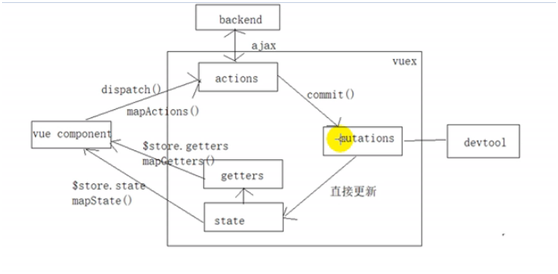 backend
ajax
vuex
actions
dispatch()
commit()
mapActions()
vue component
mutations
devtool
$store.getters
mapGetters()
getters
$store.state
mapState()
直接更新
state